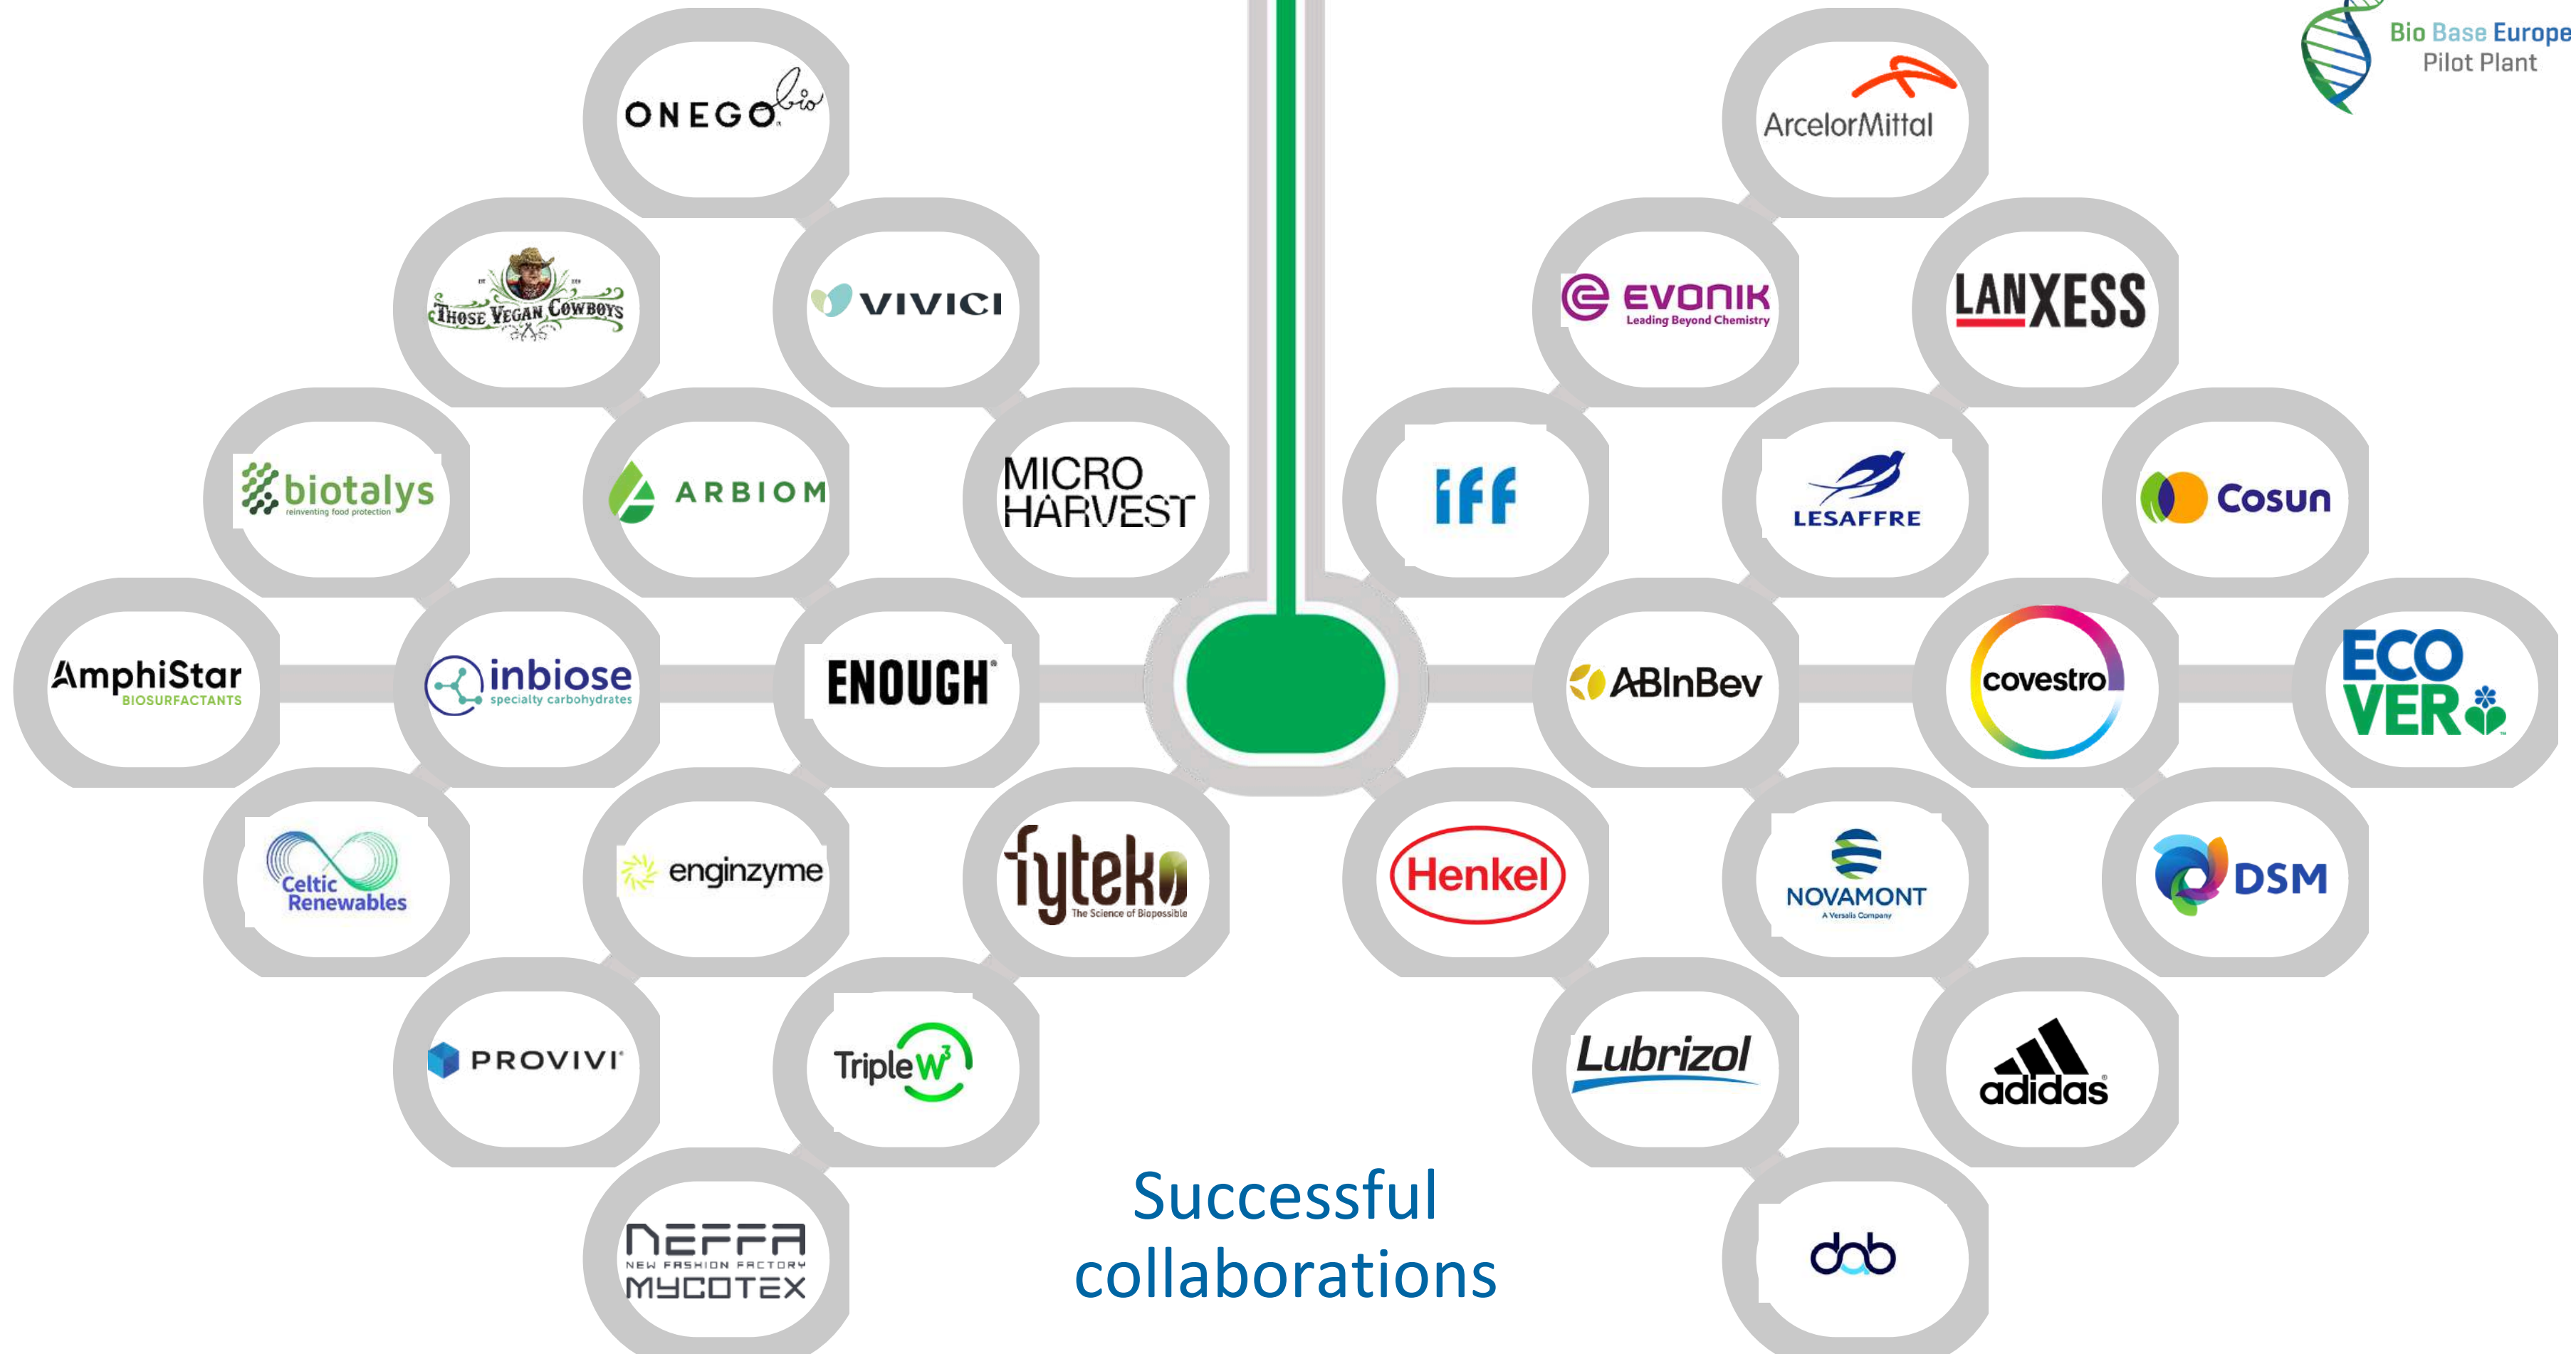 Bio Base Europe
Pilot Plant
ONEGO bio
ArcelorMittal
THOSE VEGAN COWBOYS
VIVICI
EVONIK
Leading Beyond Chemistry
LANXESS
biotalys
reinventing food protection
ARBIOM
MICRO
HARVEST
iff
LESAFFRE
Cosun
AmphiStar
BIOSURFACTANTS
inbiose
specialty carbohydrates
ENOUGH®
ABInBev
covestro
ECO
VER™
Celtic
Renewables
enginzyme
fyteko
The Science of Biopossible
Henkel
NOVAMONT
A Versalis Company
DSM
PROVIVI
TripleW³
Lubrizol
adidas®
NEFFA
NEW FASHION FACTORY
MYCOTEX
dab
Successful
collaborations